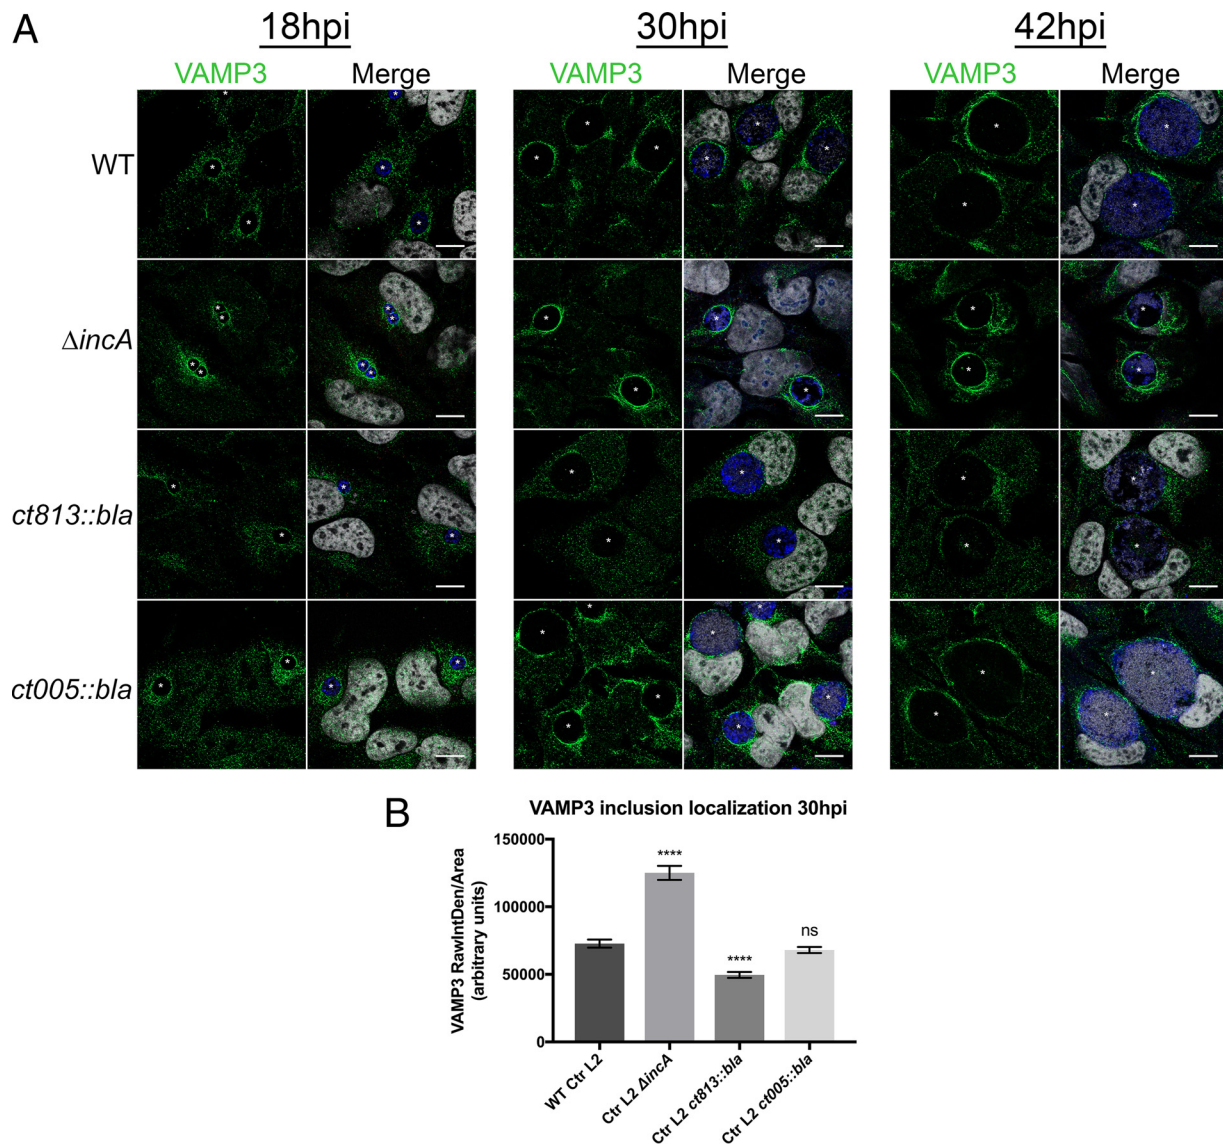 A
18hpi 30hpi 42hpi
VAMP3 Merge VAMP3 Merge VAMP3 Merge
WT
ΔincA
ct813::bla
ct005::bla
B
VAMP3 inclusion localization 30hpi
VAMP3 RawIntDen/Area
(arbitrary units)
150000
100000
50000
0
****
****
ns
WT Ctr L2
Ctr L2 ΔincA
Ctr L2 ct813::bla
Ctr L2 ct005::bla